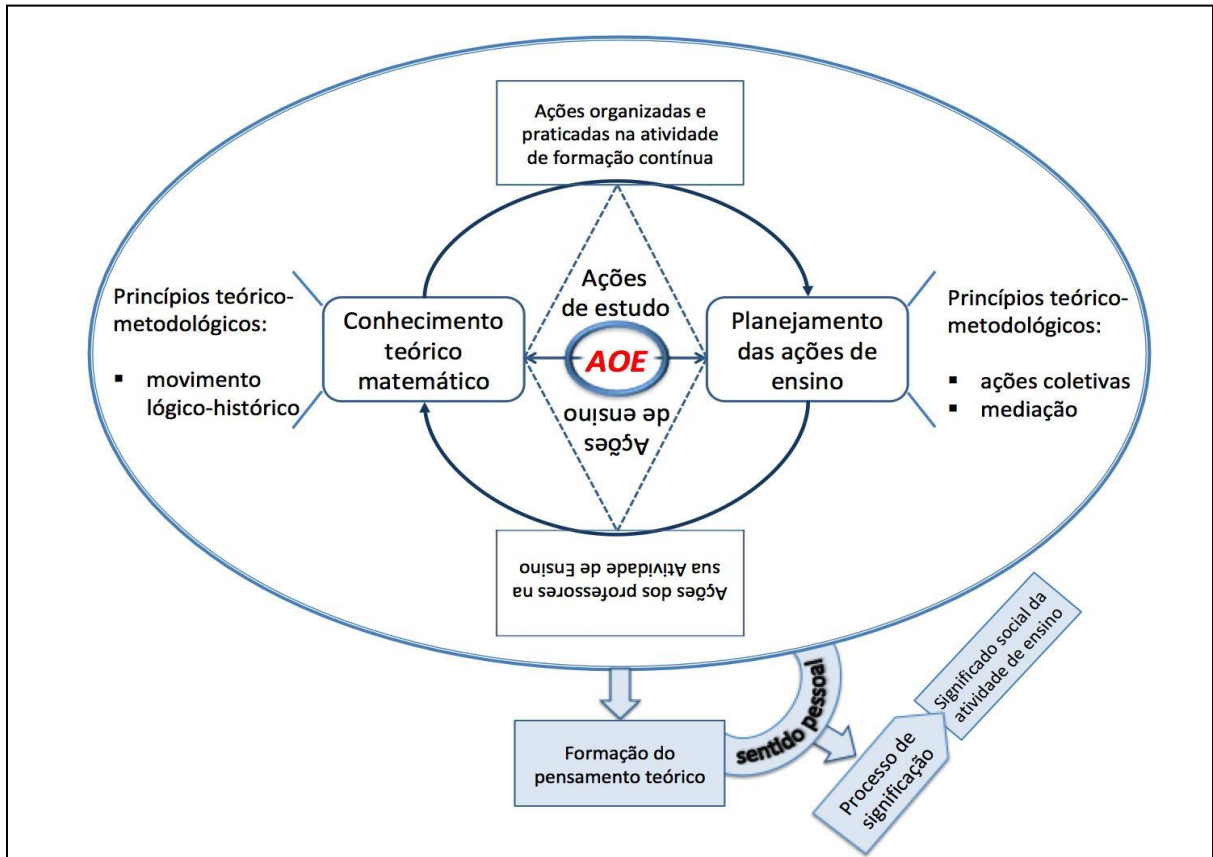 Ações organizadas e
praticadas na atividade
de formação contínua
Princípios teórico-
metodológicos:
▪ movimento
lógico-histórico
Conhecimento
teórico
matemático
Ações
de estudo
AOE
Ações
de ensino
Planejamento
das ações de
ensino
Princípios teórico-
metodológicos:
▪ ações coletivas
▪ mediação
Ações dos professores na
sua Atividade de Ensino
Formação do
pensamento teórico
sentido pessoal
Processo de
significação
Significado social da
atividade de ensino